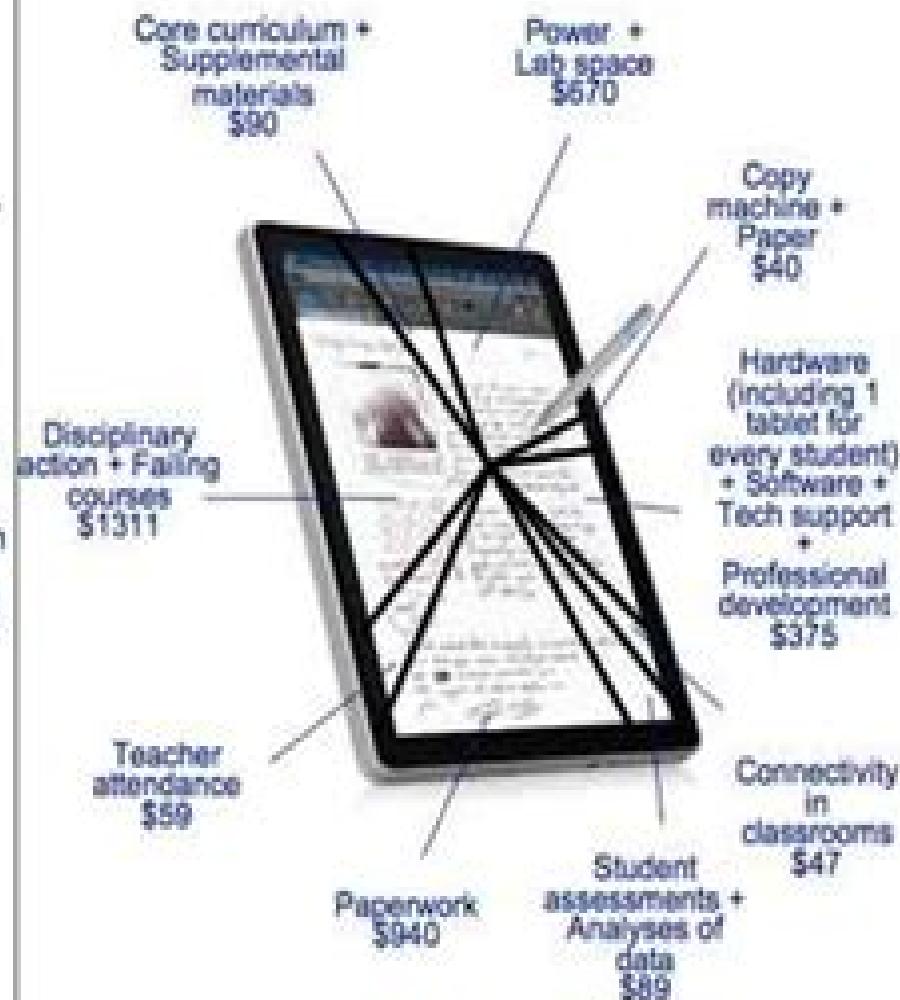 Core curriculum +
Supplemental
materials
$90
Power +
Lab space
$670
Copy
machine +
Paper
$40
Hardware
(including 1
tablet for
every student)
+ Software +
Tech support
+
Professional
development
$375
Disciplinary
action + Failing
courses
$1311
Teacher
attendance
$59
Connectivity
in
classrooms
$47
Paperwork
$940
Student
assessments +
Analyses of
data
$89